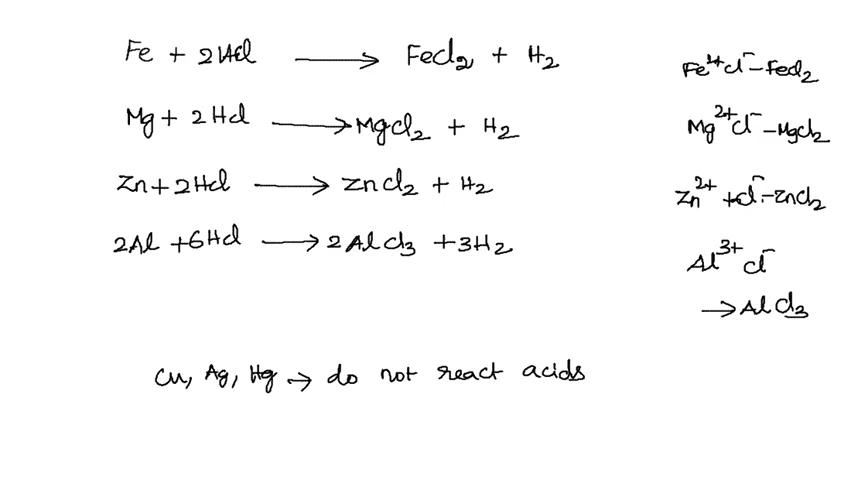 Fe + 2HCl → FeCl2 + H2
Mg + 2HCl → MgCl2 + H2
Zn + 2HCl → ZnCl2 + H2
2Al + 6HCl → 2AlCl3 + 3H2
Cu, Ag, Hg → do not react acids
Fe2+ Cl- - FeCl2
Mg2+ Cl- - MgCl2
Zn2+ + Cl- - ZnCl2
Al3+ Cl-
→ AlCl3